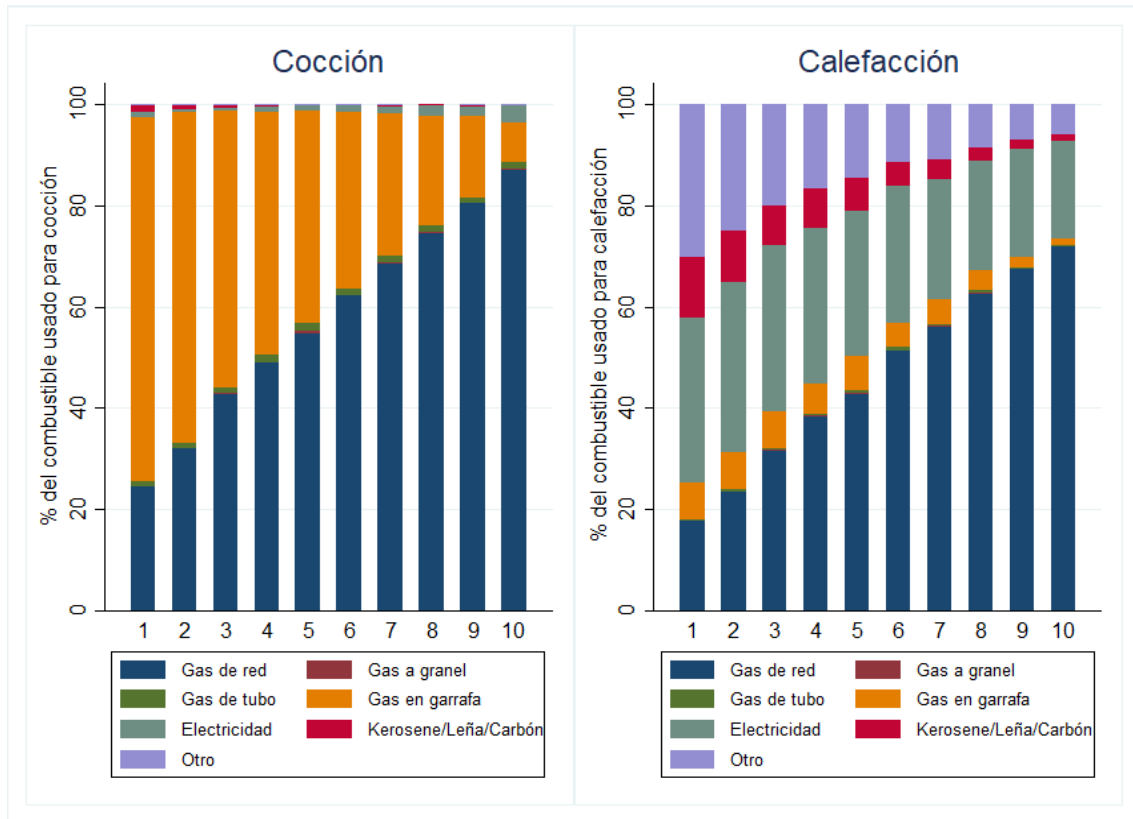 Cocción
% del combustible usado para cocción
100
80
60
40
20
0
1 2 3 4 5 6 7 8 9 10
Gas de red Gas a granel
Gas de tubo Gas en garrafa
Electricidad Kerosene/Leña/Carbón
Otro
Calefacción
% del combustible usado para calefacción
100
80
60
40
20
0
1 2 3 4 5 6 7 8 9 10
Gas de red Gas a granel
Gas de tubo Gas en garrafa
Electricidad Kerosene/Leña/Carbón
Otro